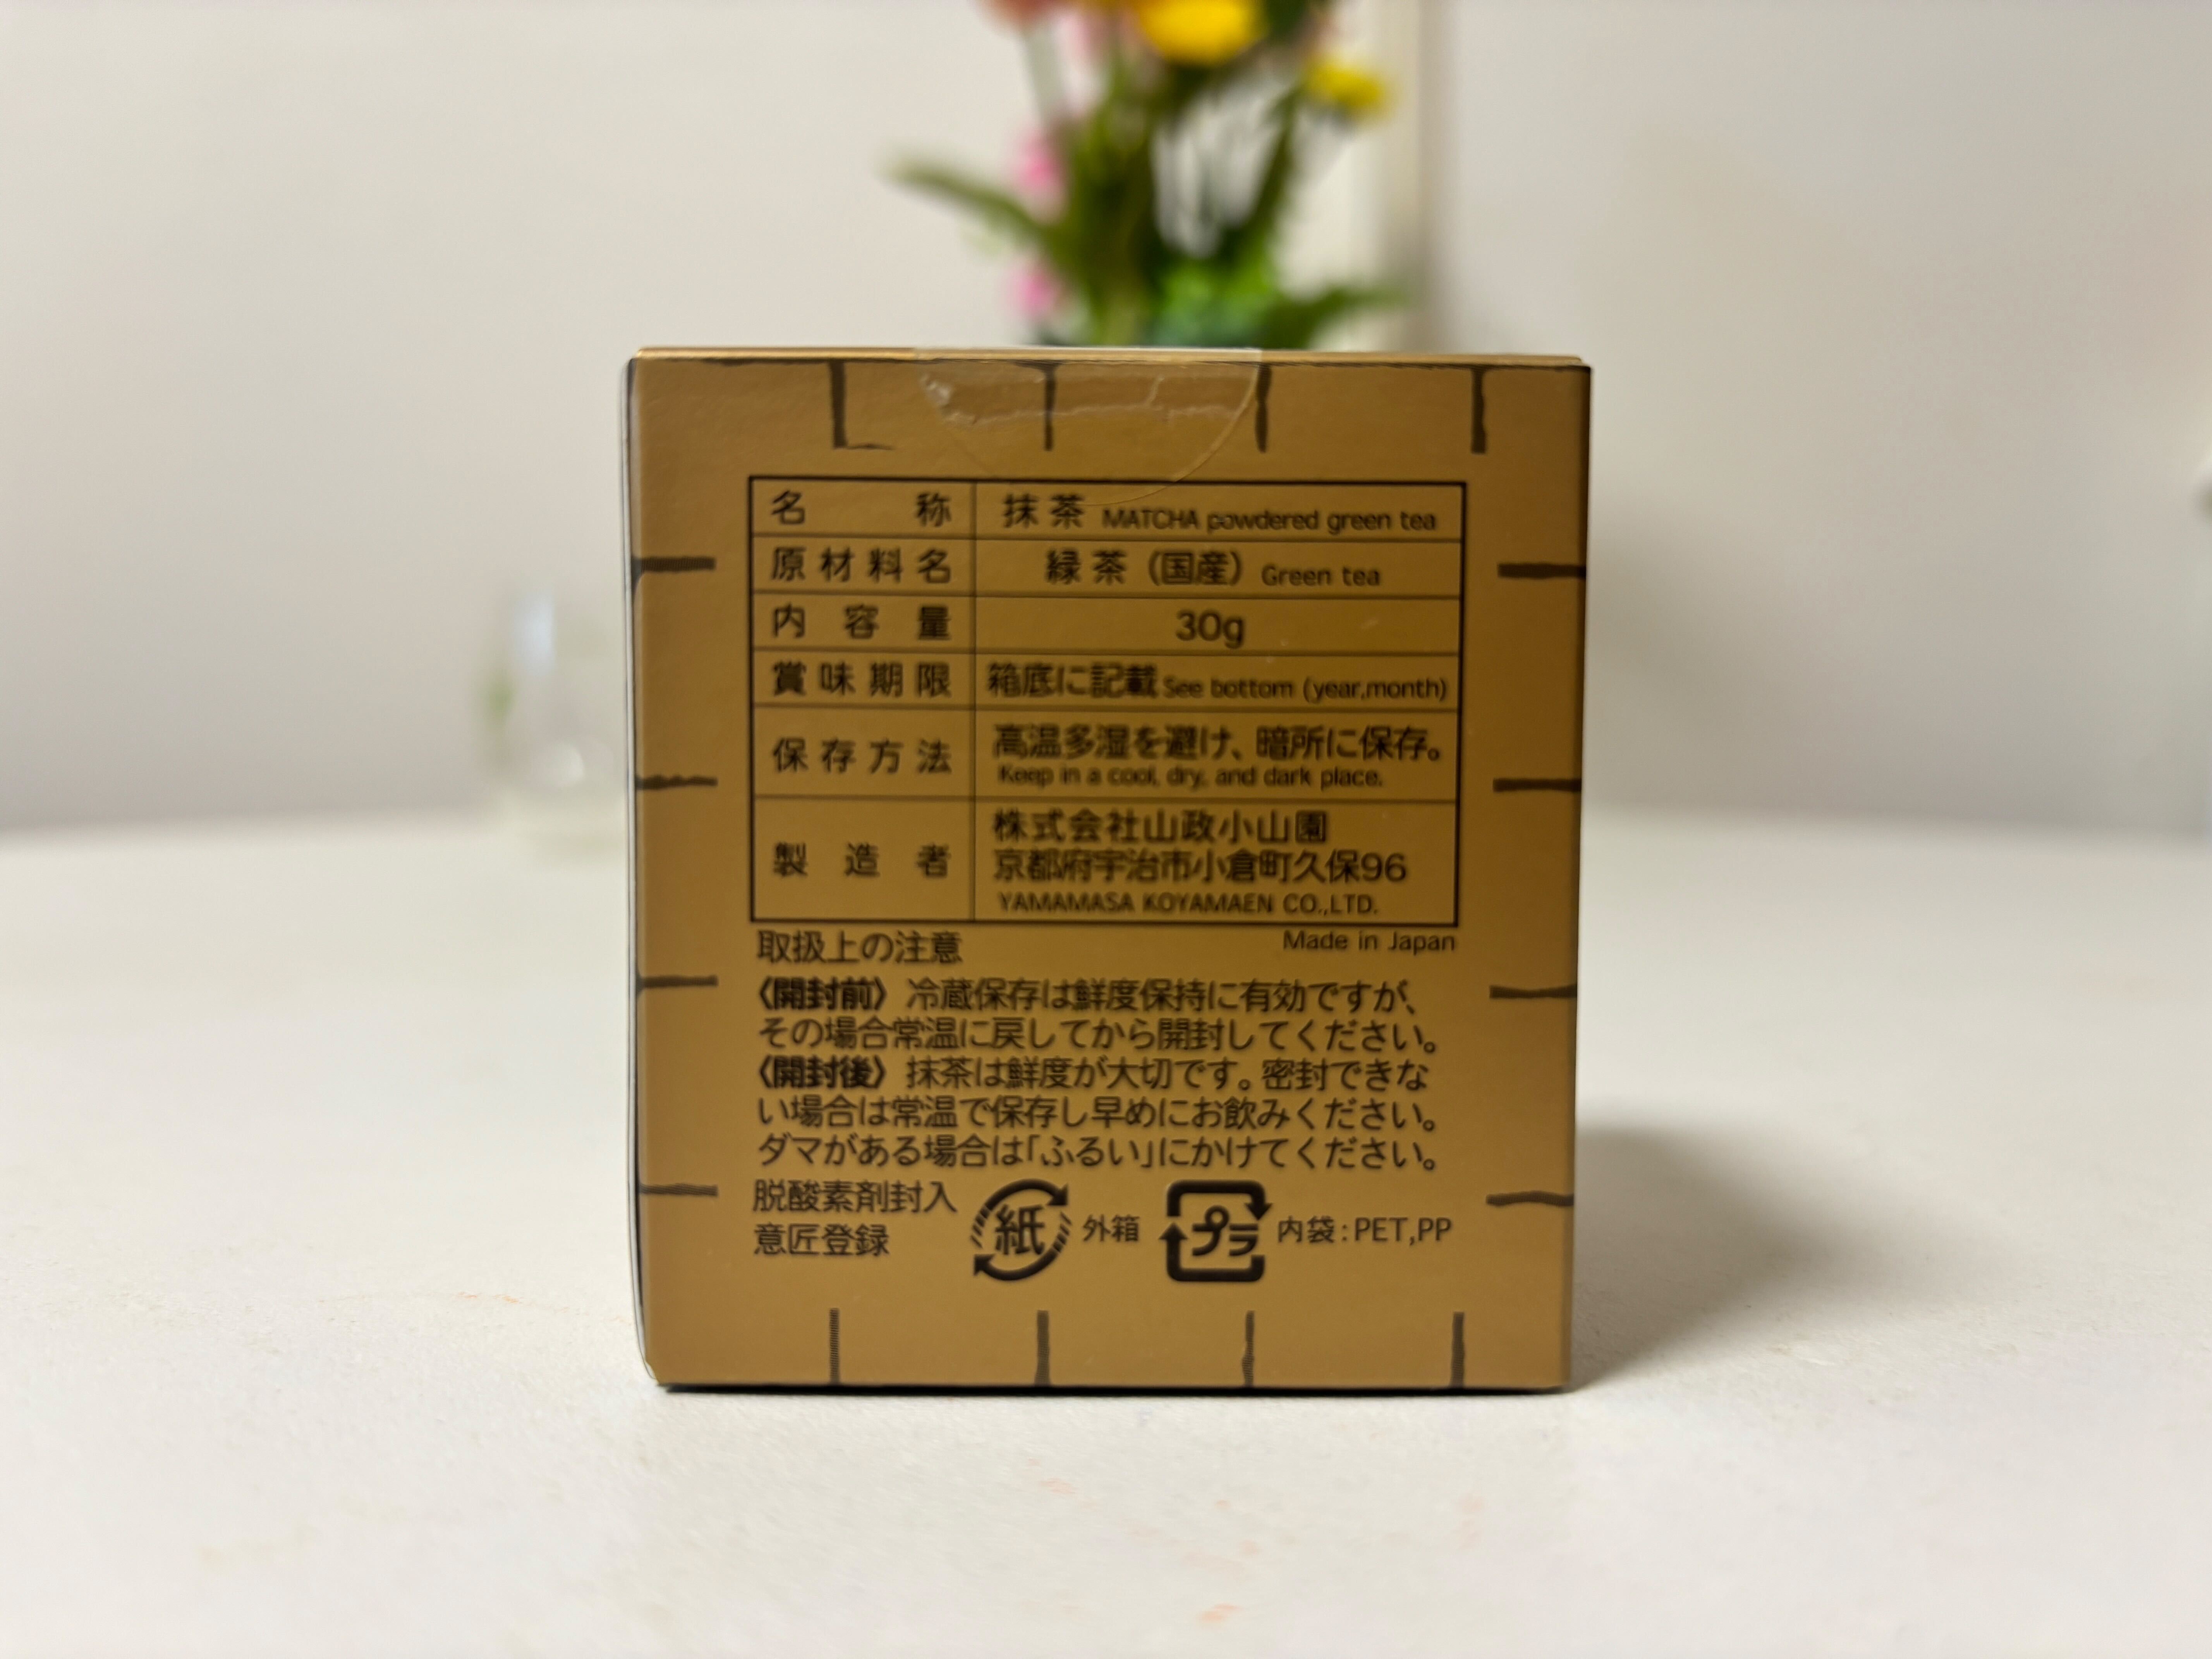 名称 抹茶 MATCHA powdered green tea
原材料名 緑茶（国産） Green tea
内容量 30g
賞味期限 箱底に記載 See bottom (year,month)
保存方法 高温多湿を避け、暗所に保存。
Keep in a cool, dry, and dark place.
製造者 株式会社山政小山園
京都府宇治市小倉町久保96
YAMAMASA KOYAMAEN CO.,LTD.
Made in Japan
取扱上の注意
〈開封前〉冷蔵保存は鮮度保持に有効ですが、
その場合常温に戻してから開封してください。
〈開封後〉抹茶は鮮度が大切です。密封できな
い場合は常温で保存し早めにお飲みください。
ダマがある場合は「ふるい」にかけてください。
脱酸素剤封入
意匠登録
紙 外箱 プラ 内袋:PET,PP